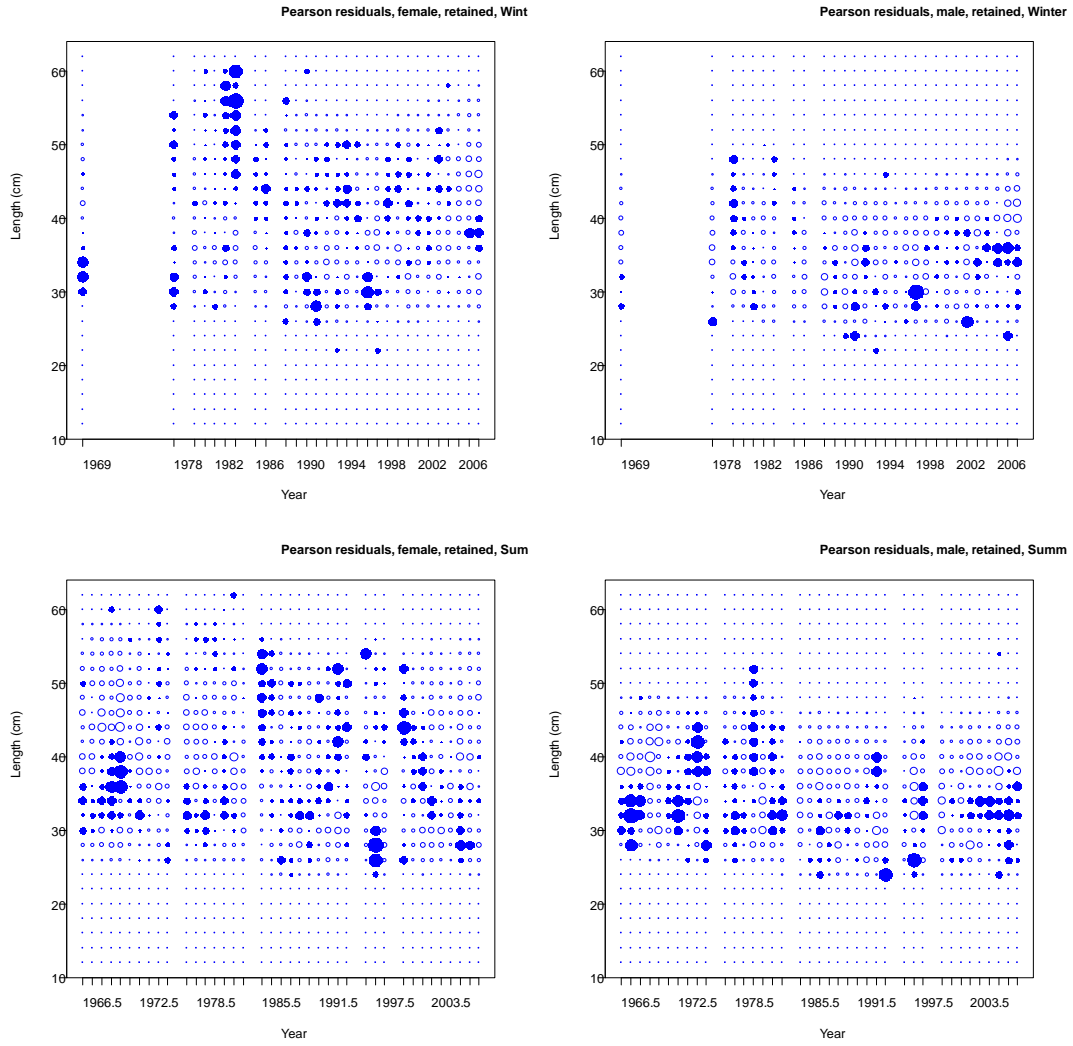 Pearson residuals, female, retained, Wint
60
50
40
30
20
10
Length (cm)
1969 1978 1982 1986 1990 1994 1998 2002 2006
Year
Pearson residuals, male, retained, Winter
60
50
40
30
20
10
Length (cm)
1969 1978 1982 1986 1990 1994 1998 2002 2006
Year
Pearson residuals, female, retained, Sum
60
50
40
30
20
10
Length (cm)
1966.5 1972.5 1978.5 1985.5 1991.5 1997.5 2003.5
Year
Pearson residuals, male, retained, Summ
60
50
40
30
20
10
Length (cm)
1966.5 1972.5 1978.5 1985.5 1991.5 1997.5 2003.5
Year